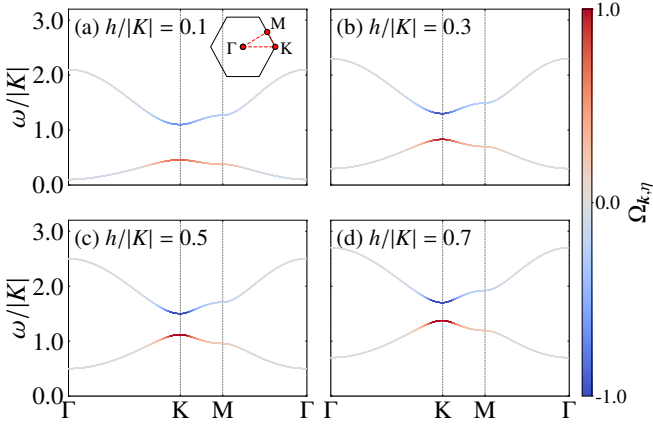 (a) h/|K| = 0.1
M
Γ
K
(b) h/|K| = 0.3
3.0
2.0
1.0
0.0
ω/|K|
(c) h/|K| = 0.5
(d) h/|K| = 0.7
3.0
2.0
1.0
0.0
ω/|K|
Γ K M Γ
Γ K M Γ
1.0
0.0
-1.0
Ωk,η